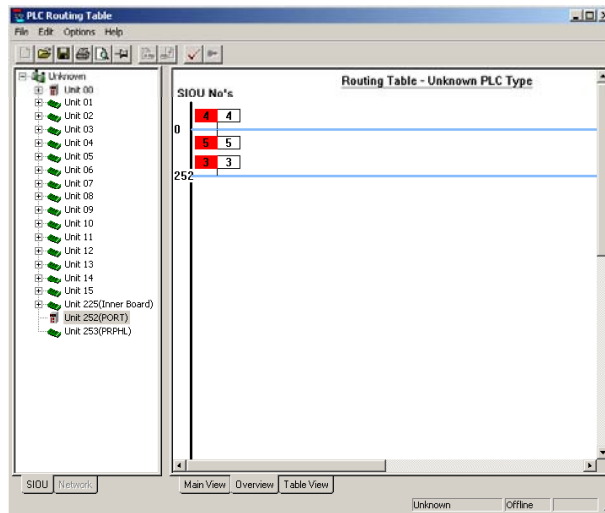 PLC Routing Table
File Edit Options Help
Unknown
Unit 00
Unit 01
Unit 02
Unit 03
Unit 04
Unit 05
Unit 06
Unit 07
Unit 08
Unit 09
Unit 10
Unit 11
Unit 12
Unit 13
Unit 14
Unit 15
Unit 225(Inner Board)
Unit 252(PORT)
Unit 253(PRPHL)
SIOU Network
Routing Table - Unknown PLC Type
SIOU No's
4 4
0
5 5
3 3
252
Main View Overview Table View
Unknown Offline